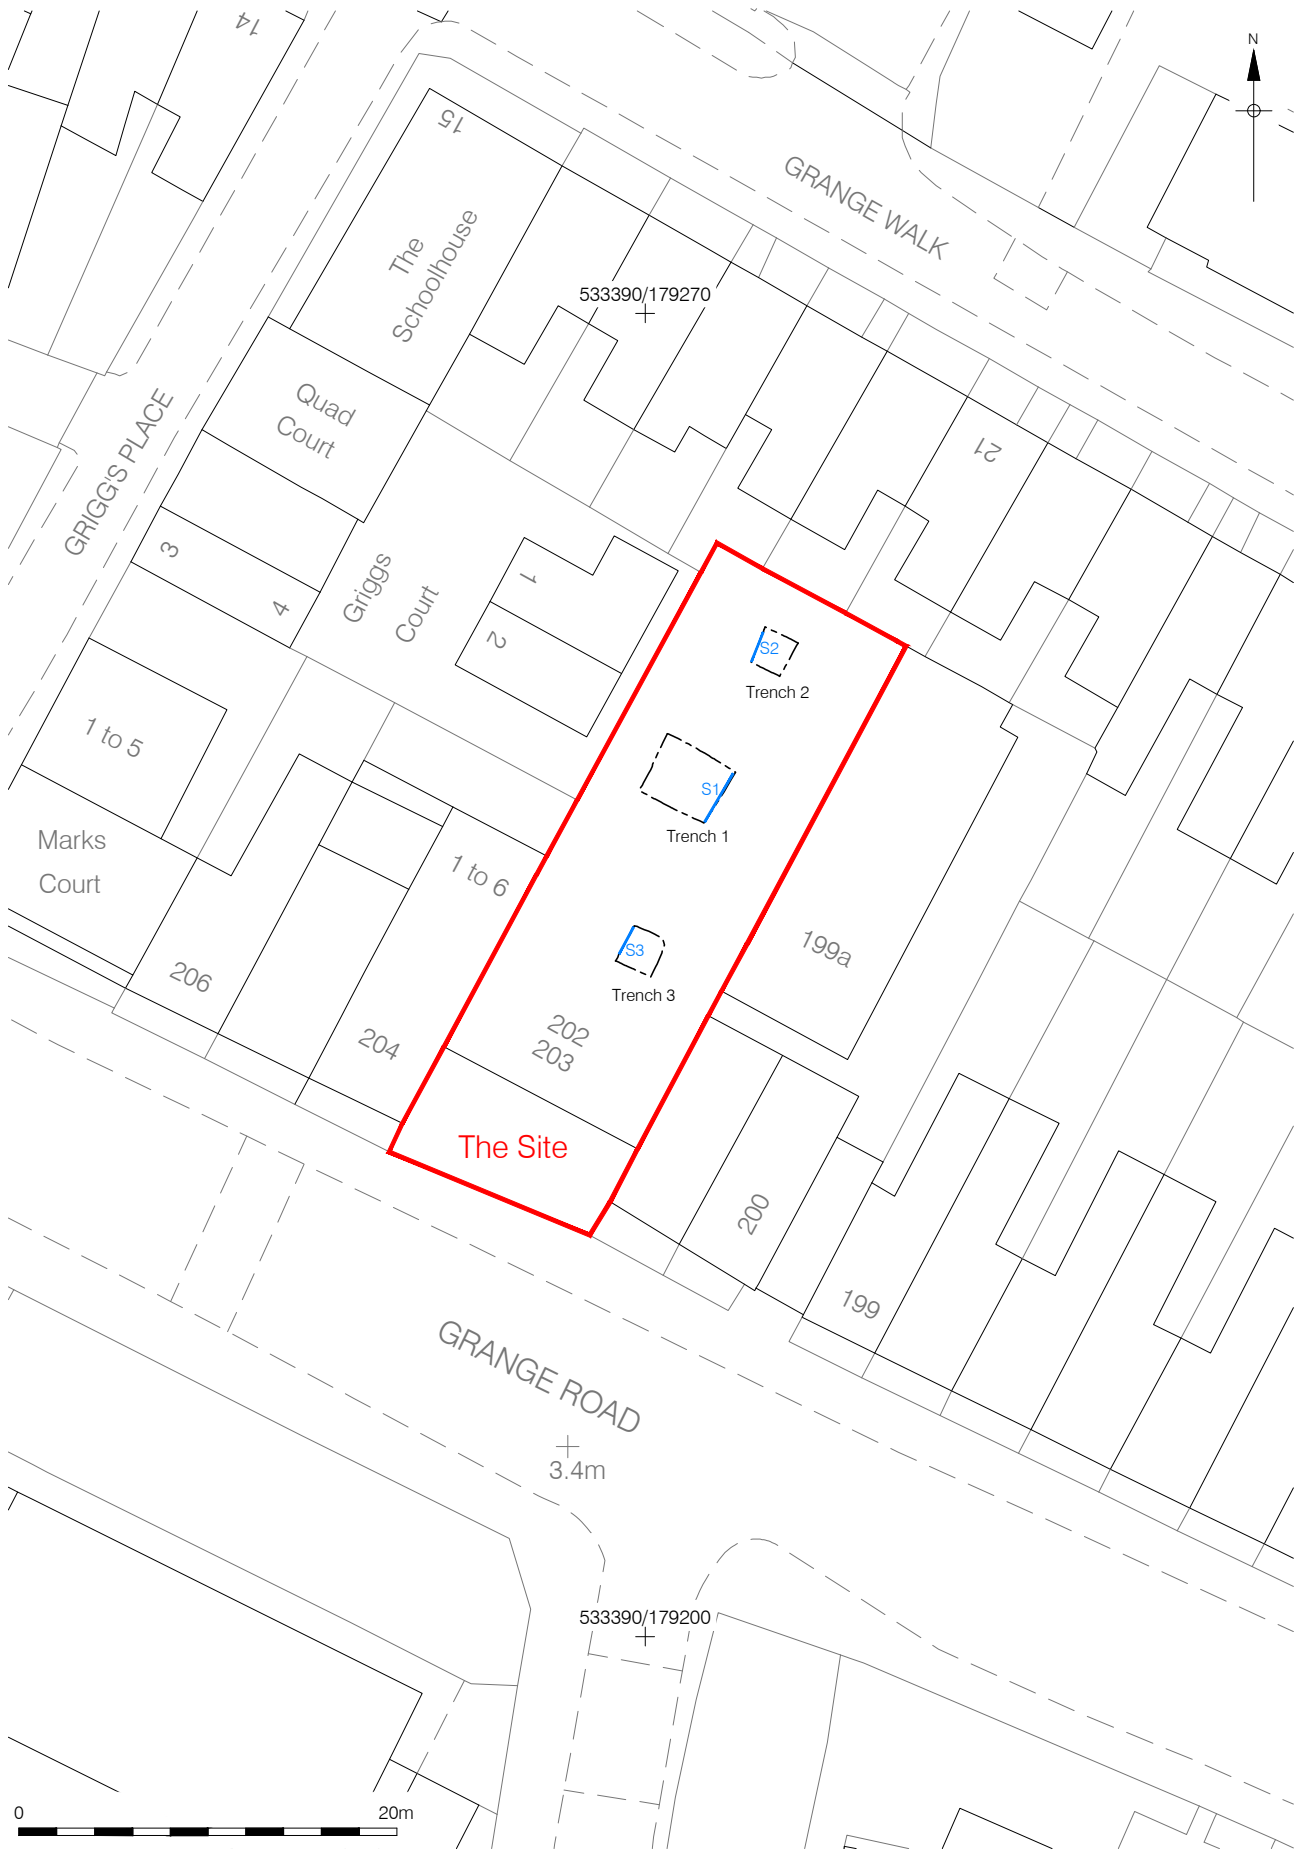 14
N
15
GRANGE WALK
The
Schoolhouse
533390/179270
Quad
Court
GRIGG'S PLACE
21
3
4
Griggs
Court
1
2
S2
Trench 2
1 to 5
S1
Trench 1
Marks
Court
1 to 6
199a
S3
Trench 3
206
204
202
203
The Site
200
199
GRANGE ROAD
3.4m
533390/179200
0 20m